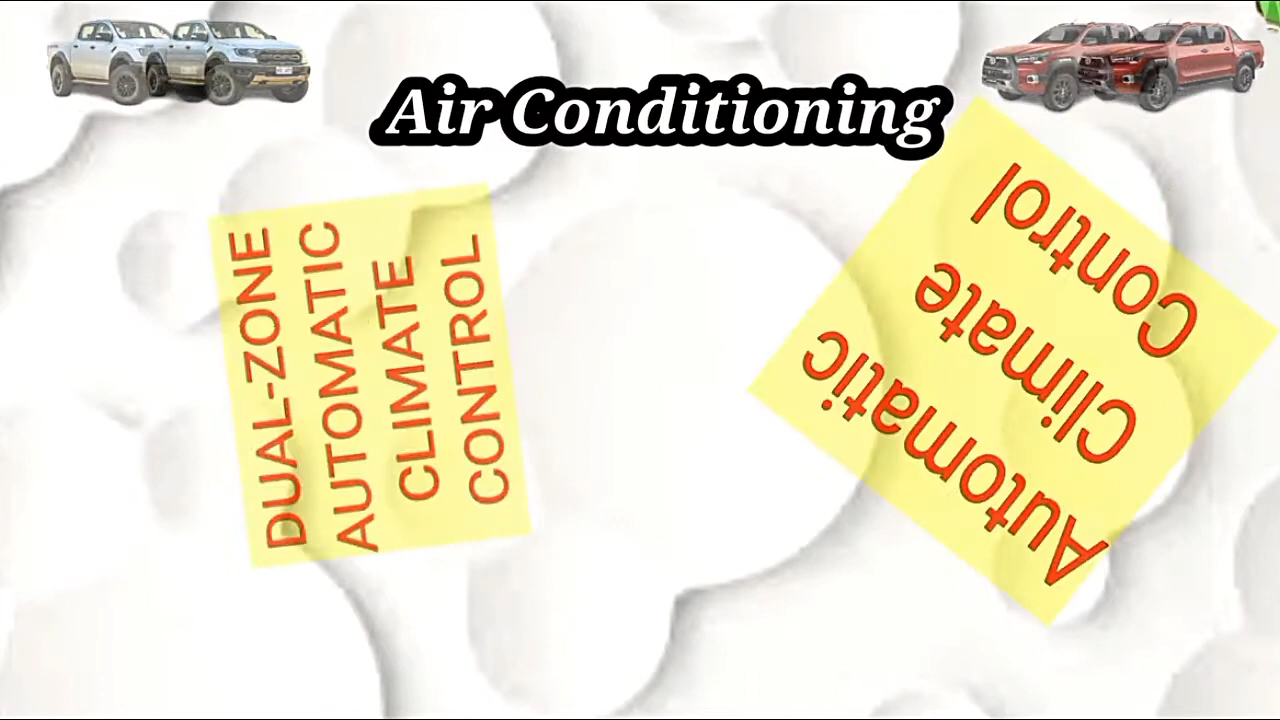 Air Conditioning
DUAL-ZONE
AUTOMATIC
CLIMATE
CONTROL
Automatic
Climate
Control